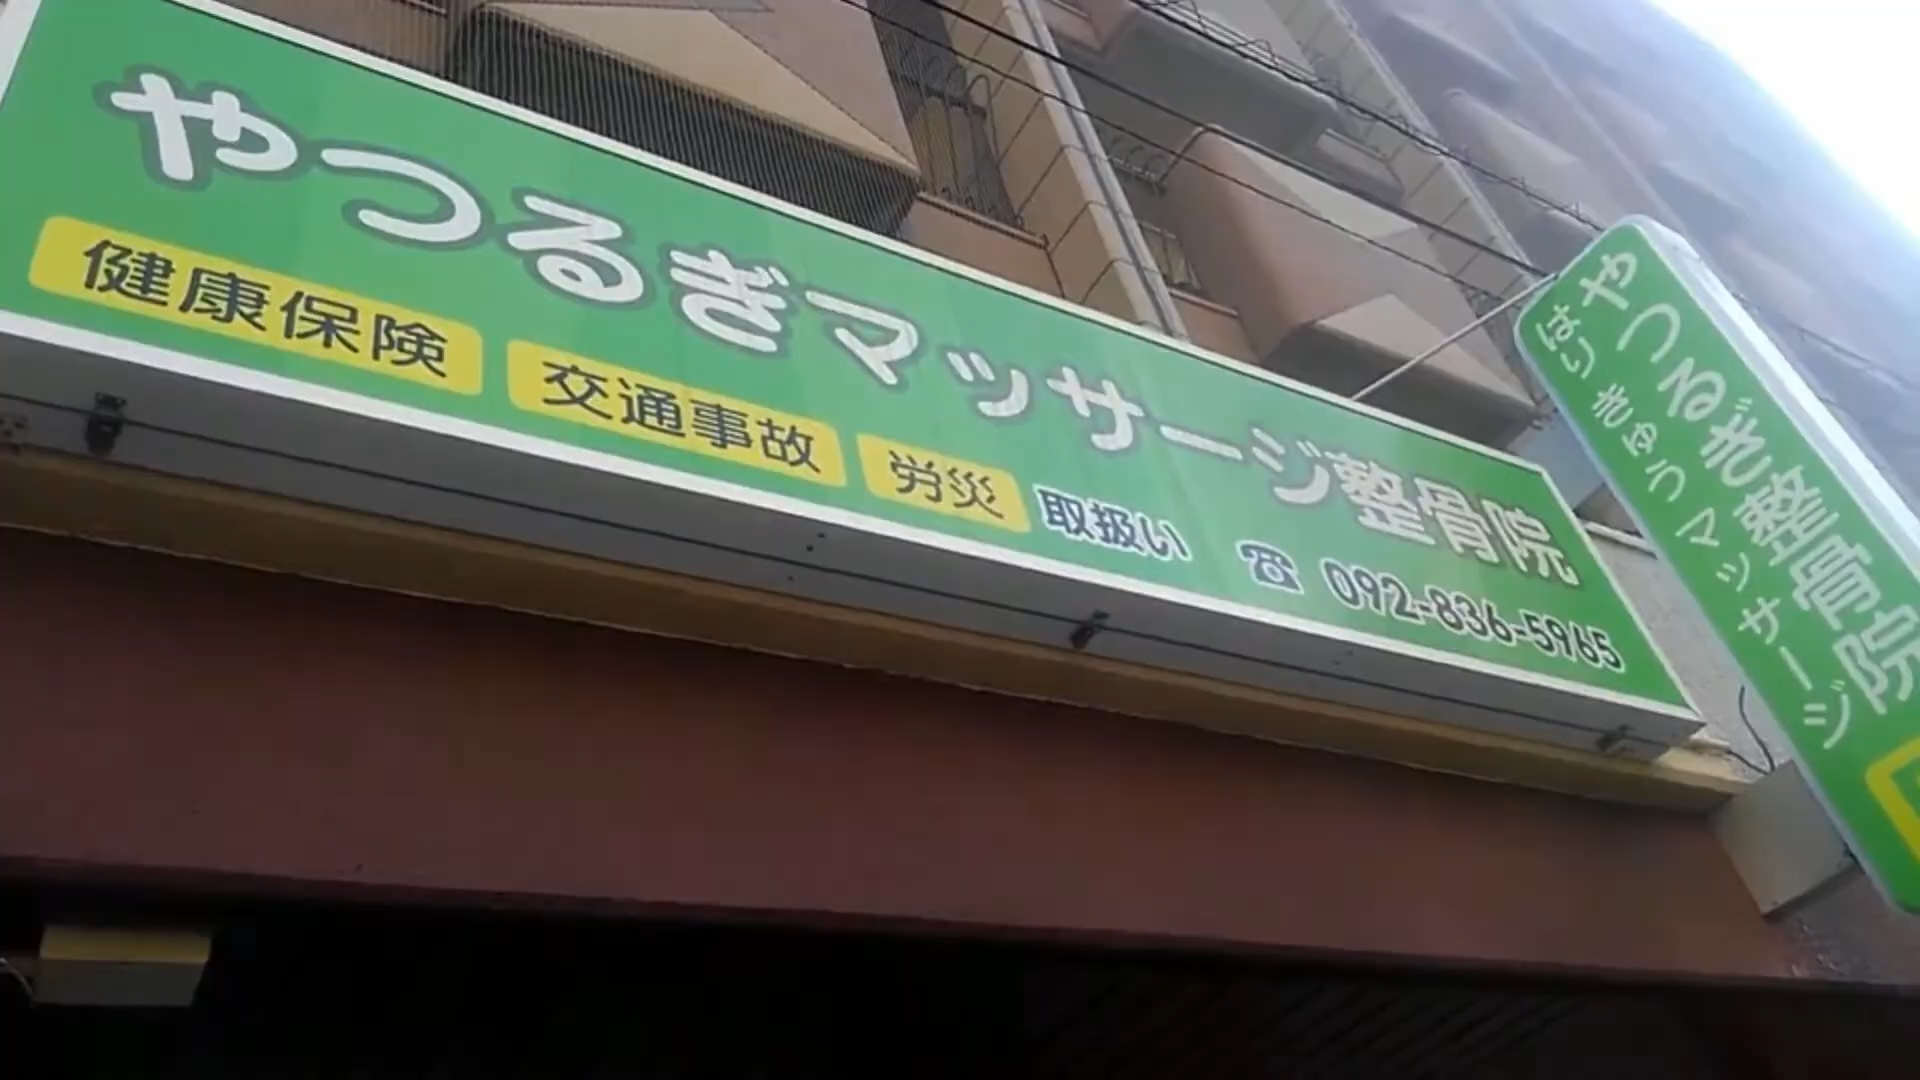 やつるぎマッサージ整骨院
健康保険 交通事故 労災 取扱い ☎ 092-836-5965
やつるぎ整骨院
はり きゅう マッサージ